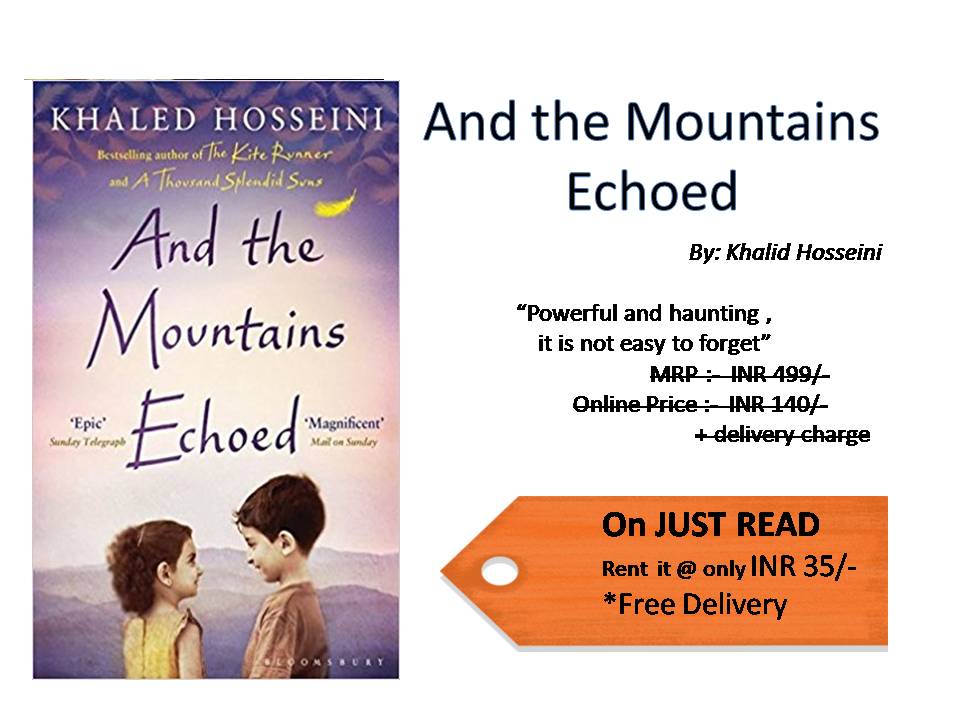 KHALED HOSSEINI
Bestselling author of The Kite Runner
and A Thousand Splendid Suns
And the
Mountains
Echoed
'Epic'
Sunday Telegraph
'Magnificent'
Mail on Sunday
BLOOMSBURY
And the Mountains
Echoed
By: Khalid Hosseini
“Powerful and haunting ,
it is not easy to forget”
MRP :- INR 499/-
Online Price :- INR 140/-
+ delivery charge
On JUST READ
Rent it @ only INR 35/-
*Free Delivery